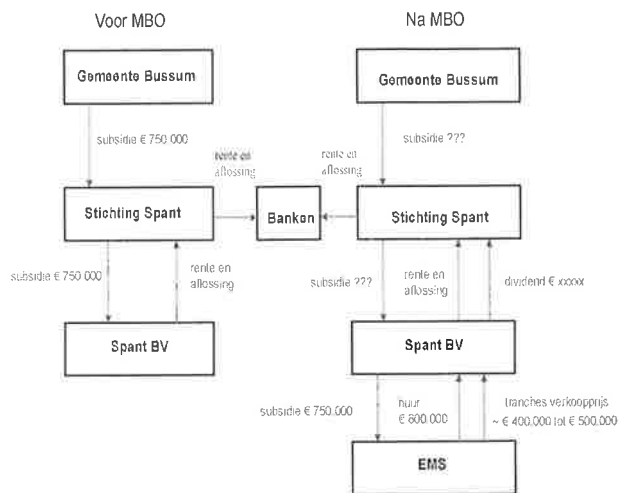 Voor MBO
Na MBO
Gemeente Bussum
Gemeente Bussum
subsidie € 750.000
subsidie ???
rente en
aflossing
rente en
aflossing
Stichting Spant
Banken
Stichting Spant
subsidie € 750.000
rente en
aflossing
subsidie ???
rente en
aflossing
dividend € xxxxx
Spant BV
Spant BV
subsidie € 750.000
huur
€ 600.000
tranches verkoopprijs
~ € 400.000 tot € 500.000
EMS